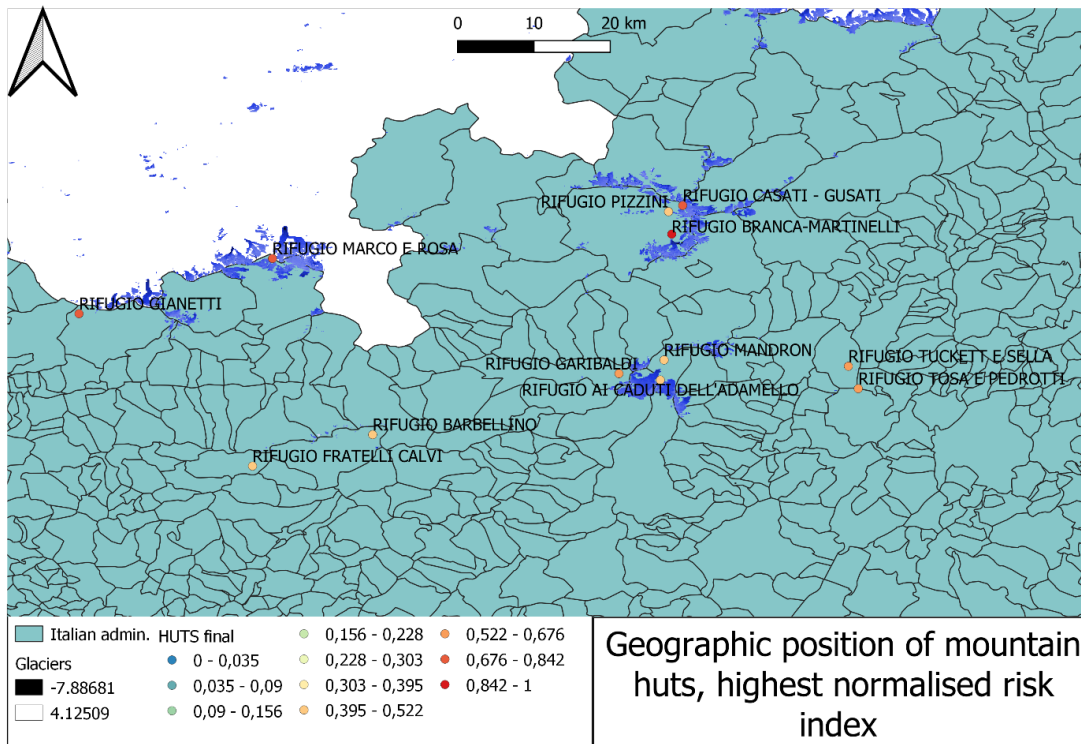 0 10 20 km
RIFUGIO PIZZINI
RIFUGIO CASATI - GUSATI
RIFUGIO BRANCA-MARTINELLI
RIFUGIO MARCO E ROSA
RIFUGIO GIANETTI
RIFUGIO MANDRON
RIFUGIO GARIBALDI
RIFUGIO TUCKETT E SELLA
RIFUGIO TOSA E PEDROTTI
RIFUGIO AI CADUTI DELL'ADAMELLO
RIFUGIO BARBELLINO
RIFUGIO FRATELLI CALVI
Italian admin.
Glaciers
-7.88681
4.12509
HUTS final
0 - 0,035
0,035 - 0,09
0,09 - 0,156
0,156 - 0,228
0,228 - 0,303
0,303 - 0,395
0,395 - 0,522
0,522 - 0,676
0,676 - 0,842
0,842 - 1
Geographic position of mountain
huts, highest normalised risk
index